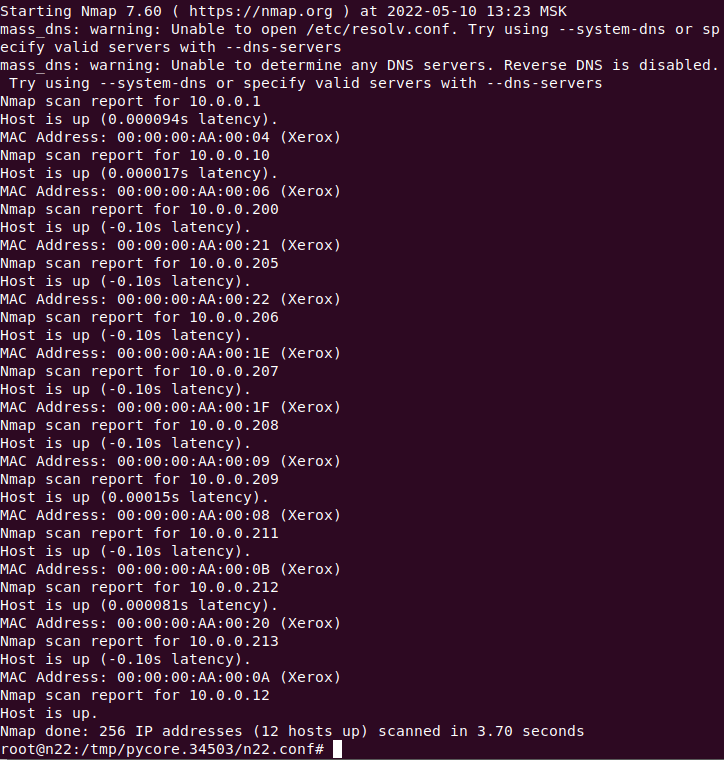 Starting Nmap 7.60 ( https://nmap.org ) at 2022-05-10 13:23 MSK
mass_dns: warning: Unable to open /etc/resolv.conf. Try using --system-dns or sp
ecify valid servers with --dns-servers
mass_dns: warning: Unable to determine any DNS servers. Reverse DNS is disabled.
 Try using --system-dns or specify valid servers with --dns-servers
Nmap scan report for 10.0.0.1
Host is up (0.000094s latency).
MAC Address: 00:00:00:AA:00:04 (Xerox)
Nmap scan report for 10.0.0.10
Host is up (0.000017s latency).
MAC Address: 00:00:00:AA:00:06 (Xerox)
Nmap scan report for 10.0.0.200
Host is up (-0.10s latency).
MAC Address: 00:00:00:AA:00:21 (Xerox)
Nmap scan report for 10.0.0.205
Host is up (-0.10s latency).
MAC Address: 00:00:00:AA:00:22 (Xerox)
Nmap scan report for 10.0.0.206
Host is up (-0.10s latency).
MAC Address: 00:00:00:AA:00:1E (Xerox)
Nmap scan report for 10.0.0.207
Host is up (-0.10s latency).
MAC Address: 00:00:00:AA:00:1F (Xerox)
Nmap scan report for 10.0.0.208
Host is up (-0.10s latency).
MAC Address: 00:00:00:AA:00:09 (Xerox)
Nmap scan report for 10.0.0.209
Host is up (0.00015s latency).
MAC Address: 00:00:00:AA:00:08 (Xerox)
Nmap scan report for 10.0.0.211
Host is up (-0.10s latency).
MAC Address: 00:00:00:AA:00:0B (Xerox)
Nmap scan report for 10.0.0.212
Host is up (0.000081s latency).
MAC Address: 00:00:00:AA:00:20 (Xerox)
Nmap scan report for 10.0.0.213
Host is up (-0.10s latency).
MAC Address: 00:00:00:AA:00:0A (Xerox)
Nmap scan report for 10.0.0.12
Host is up.
Nmap done: 256 IP addresses (12 hosts up) scanned in 3.70 seconds
root@n22:/tmp/pycore.34503/n22.conf#